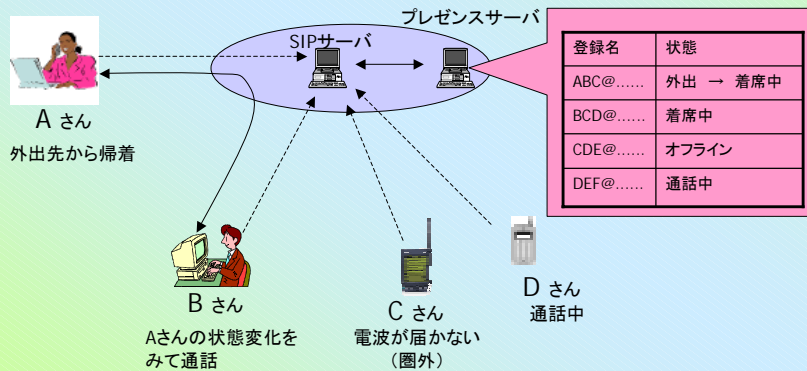 プレゼンスサーバ
SIPサーバ
登録名 状態
ABC@...... 外出 → 着席中
BCD@...... 着席中
CDE@...... オフライン
DEF@...... 通話中
A さん
外出先から帰着
B さん
Aさんの状態変化を
みて通話
C さん
電波が届かない
（圏外）
D さん
通話中